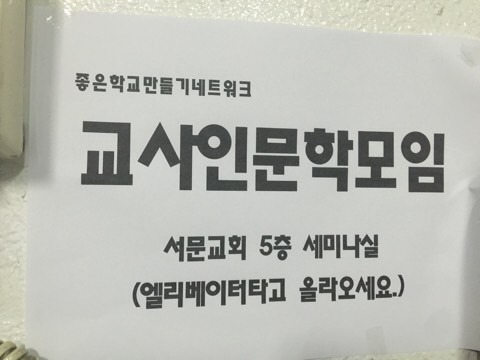 좋은학교만들기네트워크
교사인문학모임
서문교회 5층 세미나실
(엘리베이터타고 올라오세요.)